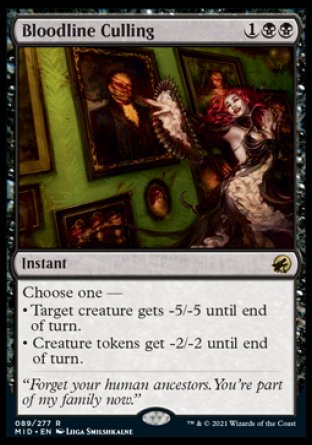 Bloodline Culling 1
Instant
Choose one —
• Target creature gets -5/-5 until end
of turn.
• Creature tokens get -2/-2 until end
of turn.
“Forget your human ancestors. You’re part
of my family now.”
089/277 R
MID • EN LIIGA SMILSHKALNE
™ & © 2021 Wizards of the Coast